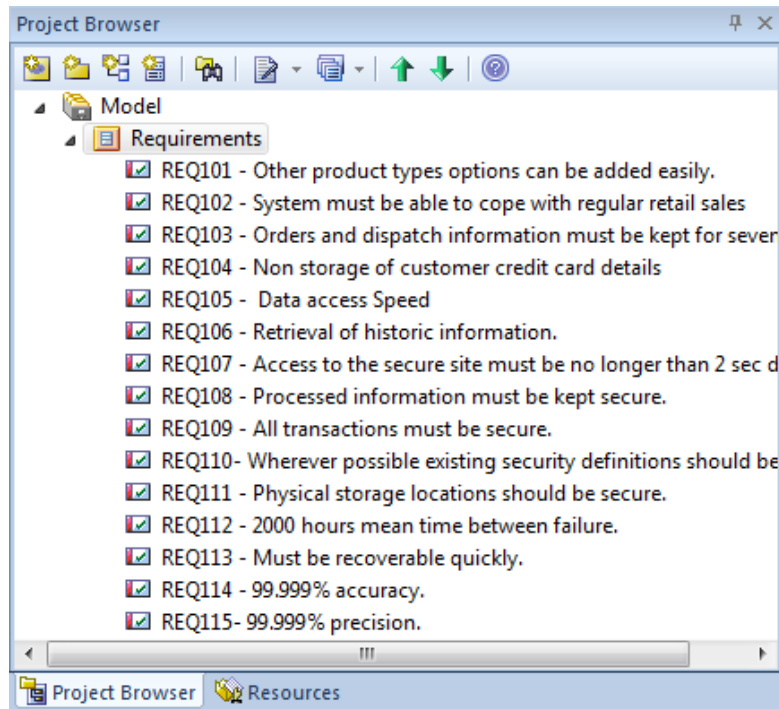 Project Browser
Model
Requirements
REQ101 - Other product types options can be added easily.
REQ102 - System must be able to cope with regular retail sales
REQ103 - Orders and dispatch information must be kept for sever
REQ104 - Non storage of customer credit card details
REQ105 -  Data access Speed
REQ106 - Retrieval of historic information.
REQ107 - Access to the secure site must be no longer than 2 sec d
REQ108 - Processed information must be kept secure.
REQ109 - All transactions must be secure.
REQ110- Wherever possible existing security definitions should be
REQ111 - Physical storage locations should be secure.
REQ112 - 2000 hours mean time between failure.
REQ113 - Must be recoverable quickly.
REQ114 - 99.999% accuracy.
REQ115- 99.999% precision.
Project Browser Resources